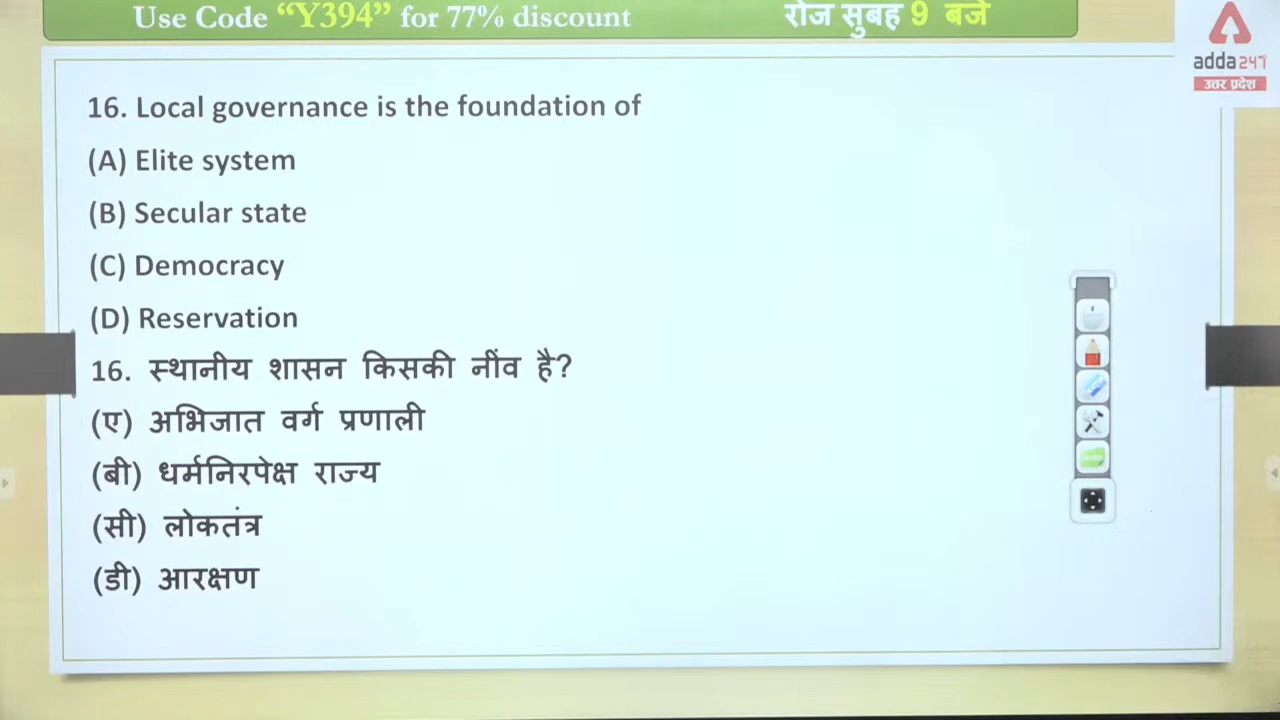 Use Code “Y394” for 77% discount
रोज सुबह 9 बजे
adda247
उत्तर प्रदेश
16. Local governance is the foundation of
(A) Elite system
(B) Secular state
(C) Democracy
(D) Reservation
16. स्थानीय शासन किसकी नींव है?
(ए) अभिजात वर्ग प्रणाली
(बी) धर्मनिरपेक्ष राज्य
(सी) लोकतंत्र
(डी) आरक्षण